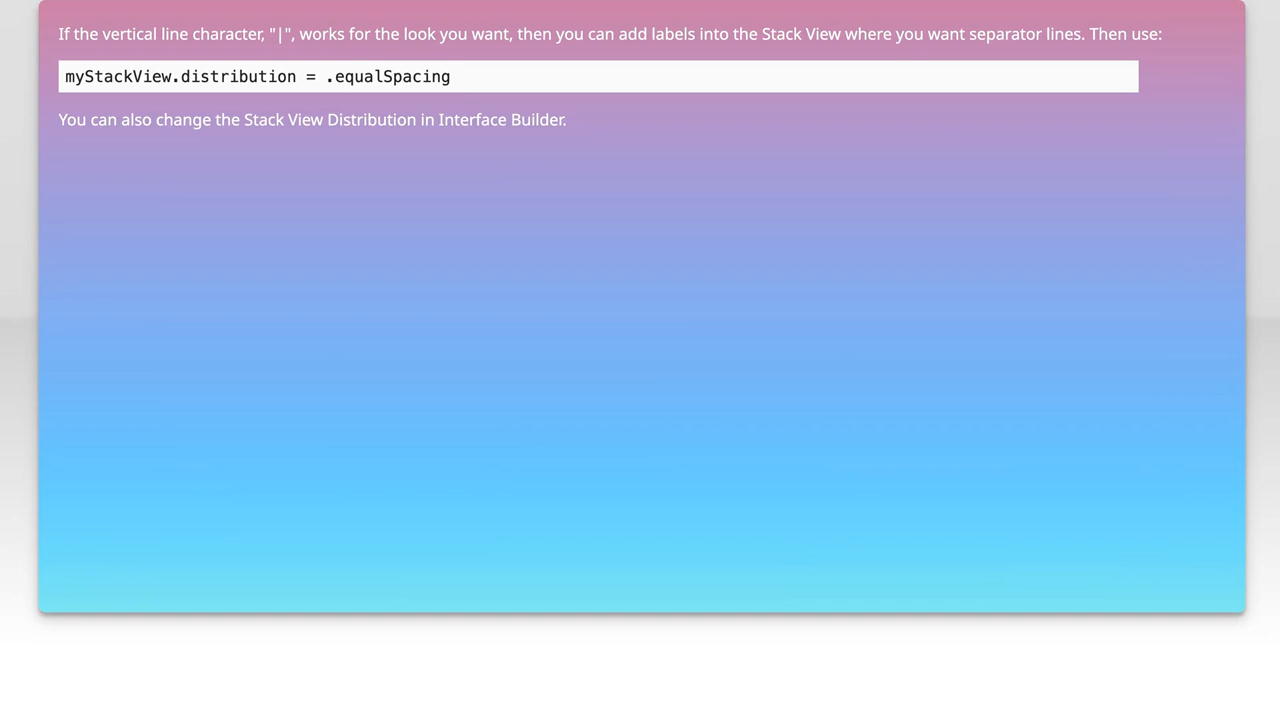 If the vertical line character, "|", works for the look you want, then you can add labels into the Stack View where you want separator lines. Then use:
myStackView.distribution = .equalSpacing
You can also change the Stack View Distribution in Interface Builder.